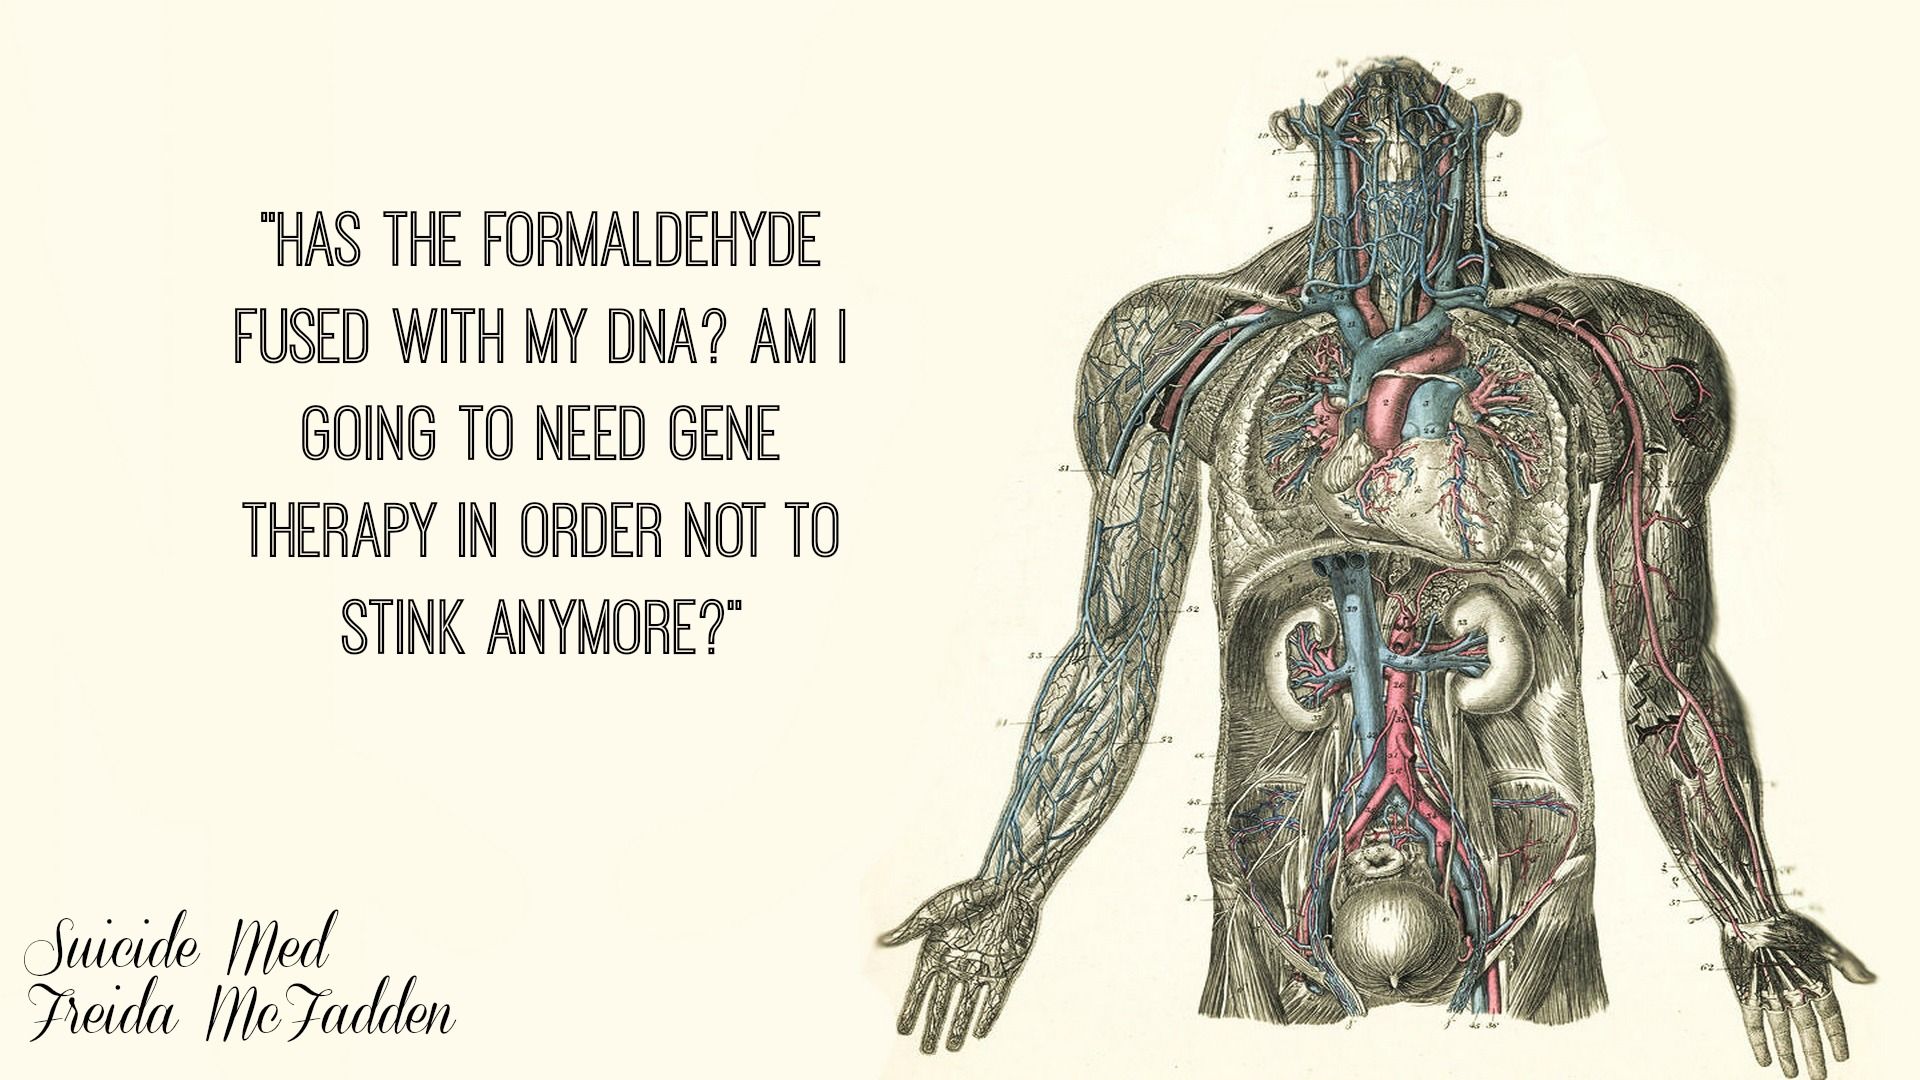 "HAS THE FORMALDEHYDE
FUSED WITH MY DNA? AM I
GOING TO NEED GENE
THERAPY IN ORDER NOT TO
STINK ANYMORE?"
Suicide Med
Freida McFadden